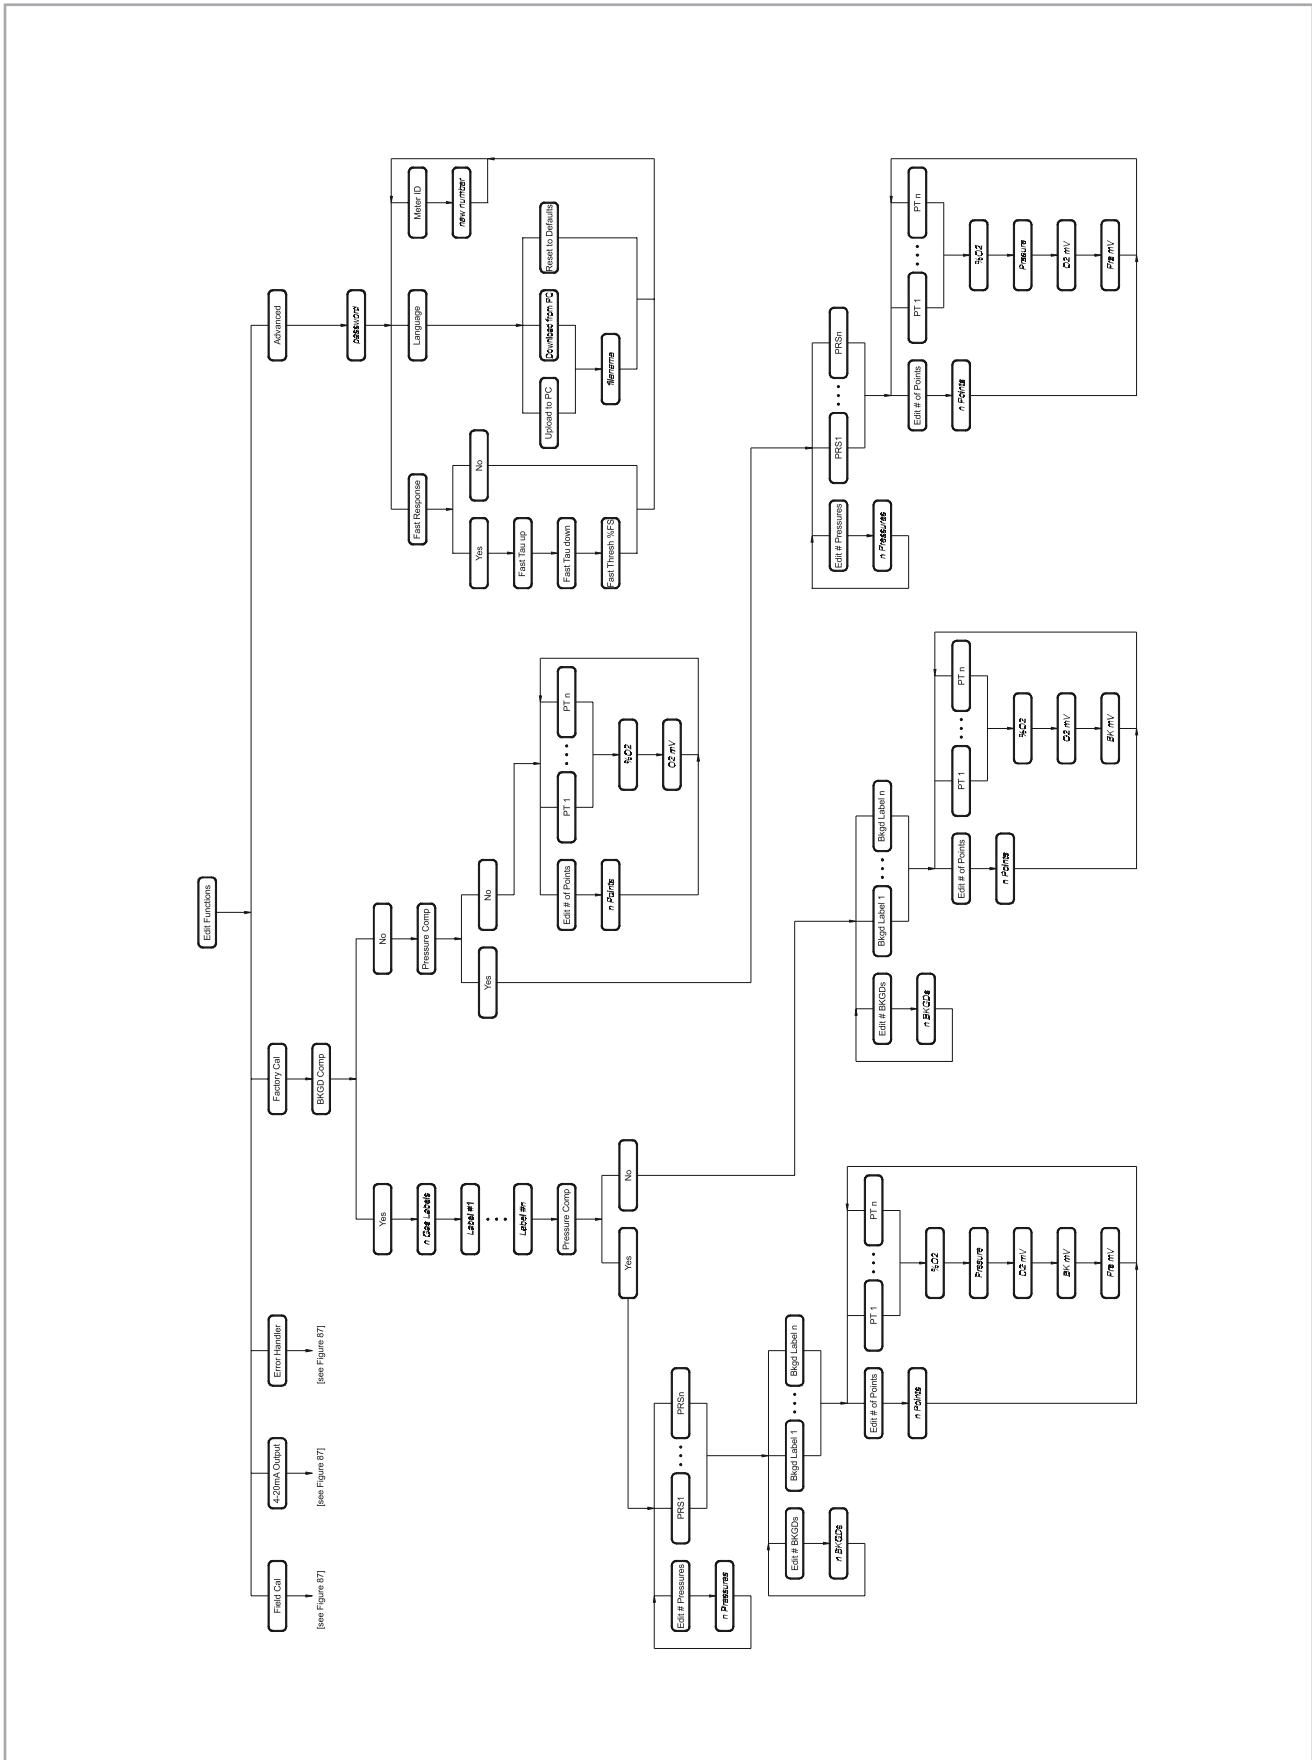 Edit Functions
Field Cal
[see Figure 87]
4-20mA Output
[see Figure 87]
Error Handler
[see Figure 87]
Factory Cal
BKGD Comp
Yes
n Gas Labels
Label #1
• • •
Label #n
Pressure Comp
Yes
Edit # Pressures
n Pressures
PRS1
• • •
PRSn
Edit # BKGDs
n BKGDs
Bkgd Label 1
• • •
Bkgd Label n
Edit # of Points
n Points
PT 1
• • •
PT n
%O2
Pressure
O2 mV
BK mV
Pre mV
No
Edit # BKGDs
n BKGDs
Bkgd Label 1
• • •
Bkgd Label n
Edit # of Points
n Points
PT 1
• • •
PT n
%O2
O2 mV
BK mV
No
Pressure Comp
Yes
Edit # Pressures
n Pressures
PRS1
• • •
PRSn
Edit # of Points
n Points
PT 1
• • •
PT n
%O2
Pressure
O2 mV
Pre mV
No
Edit # of Points
n Points
PT 1
• • •
PT n
%O2
O2 mV
Advanced
password
Fast Response
Yes
Fast Tau up
Fast Tau down
Fast Thresh %FS
No
Language
Upload to PC
Download from PC
filename
Reset to Defaults
Meter ID
new number